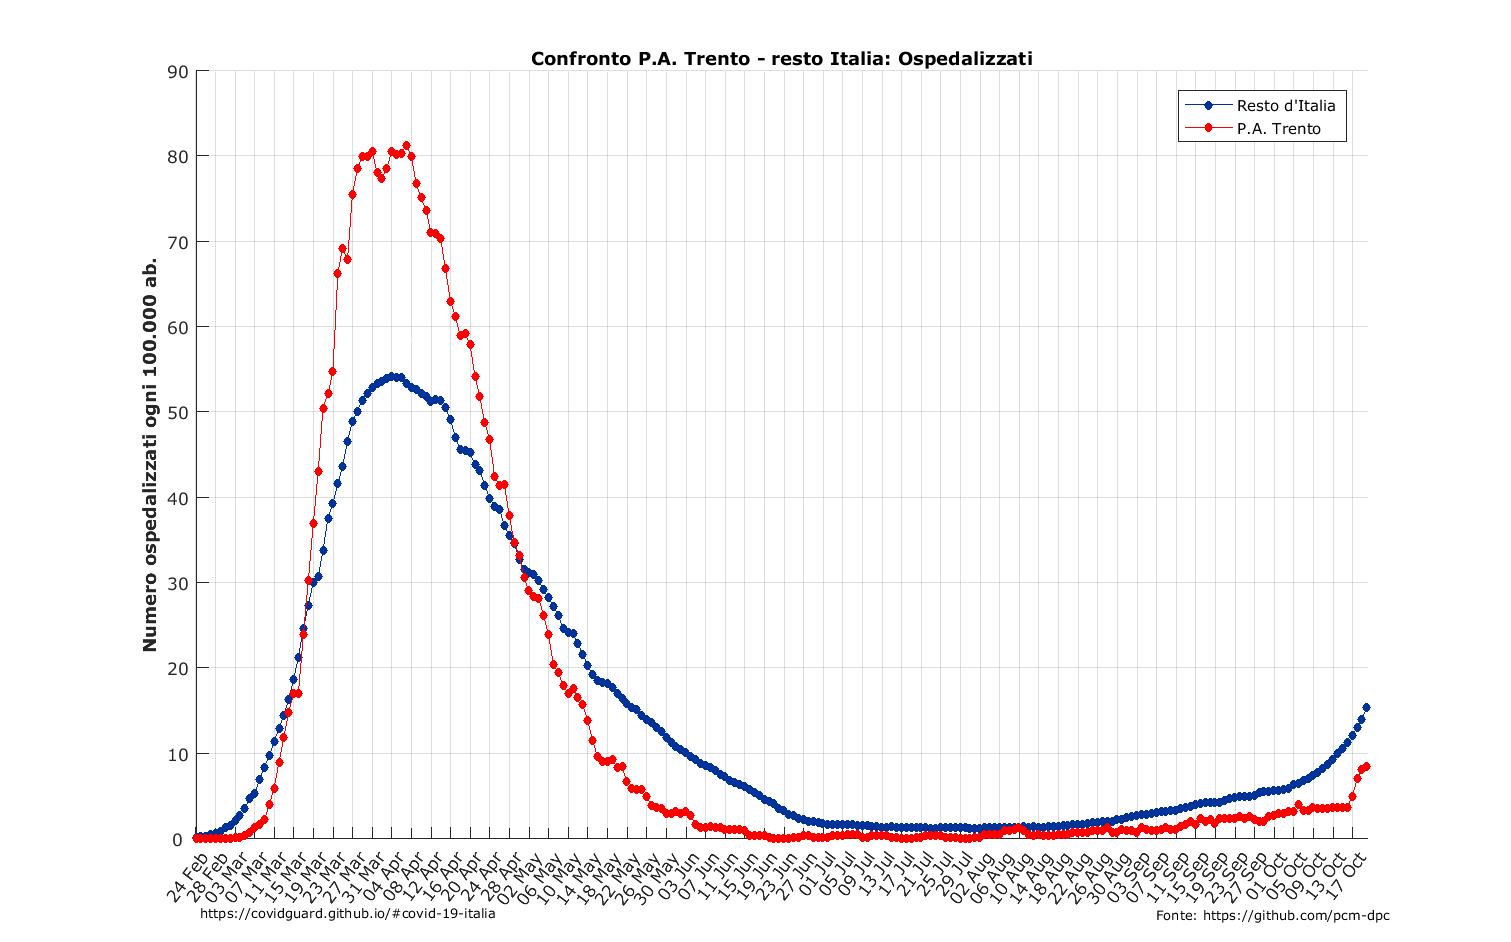 Confronto P.A. Trento - resto Italia: Ospedalizzati
Resto d'Italia
P.A. Trento
Numero ospedalizzati ogni 100.000 ab.
90
80
70
60
50
40
30
20
10
0
24 Feb
28 Feb
03 Mar
07 Mar
11 Mar
15 Mar
19 Mar
23 Mar
27 Mar
31 Mar
04 Apr
08 Apr
12 Apr
16 Apr
20 Apr
24 Apr
28 Apr
02 May
06 May
10 May
14 May
18 May
22 May
26 May
30 May
03 Jun
07 Jun
11 Jun
15 Jun
19 Jun
23 Jun
27 Jun
01 Jul
05 Jul
09 Jul
13 Jul
17 Jul
21 Jul
25 Jul
29 Jul
02 Aug
06 Aug
10 Aug
14 Aug
18 Aug
22 Aug
26 Aug
30 Aug
03 Sep
07 Sep
11 Sep
15 Sep
19 Sep
23 Sep
27 Sep
01 Oct
05 Oct
09 Oct
13 Oct
17 Oct
https://covidguard.github.io/#covid-19-italia
Fonte: https://github.com/pcm-dpc